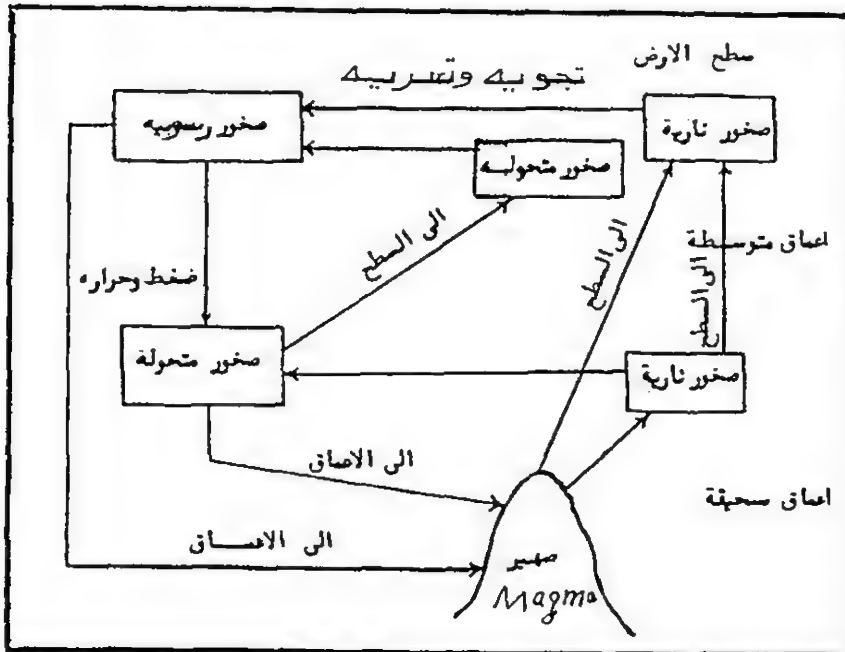 سطح الارض
تجويه وتعريه
صخور نارية
صخور رسوبيه
صخور متحوليه
الى السطح
الى السطح
الى السطح
اعماق متوسطة
ضغط وحراره
صخور متحولة
صخور نارية
الى الاعماق
اعماق سحيقة
الى الاعماق
صهير
Magma